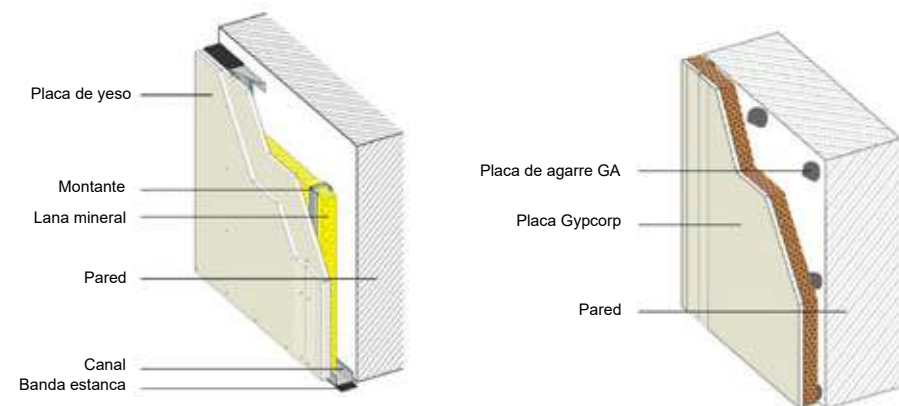 Placa de yeso
Montante
Lana mineral
Pared
Canal
Banda estanca
Placa de agarre GA
Placa Gypcorp
Pared